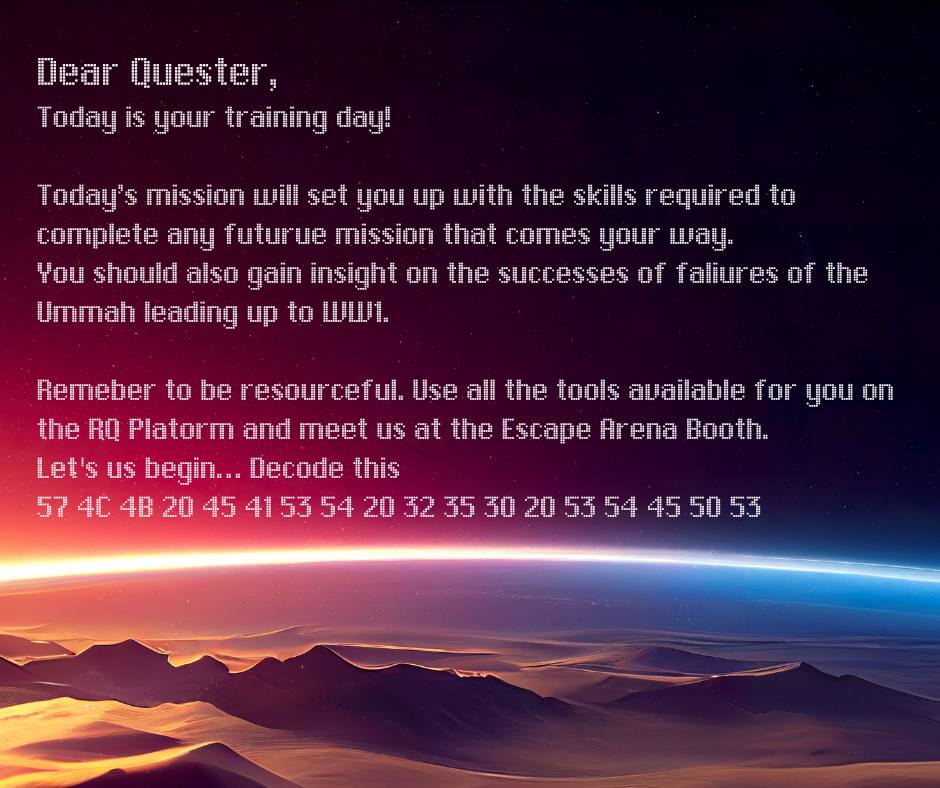 Dear Quester,
Today is your training day!
Today's mission will set you up with the skills required to
complete any futurue mission that comes your way.
You should also gain insight on the successes of faliures of the
Ummah leading up to WW1.
Remeber to be resourceful. Use all the tools available for you on
the RQ Platorm and meet us at the Escape Arena Booth.
Let's us begin... Decode this
57 4C 4B 20 45 41 53 54 20 32 35 30 20 53 54 45 50 53